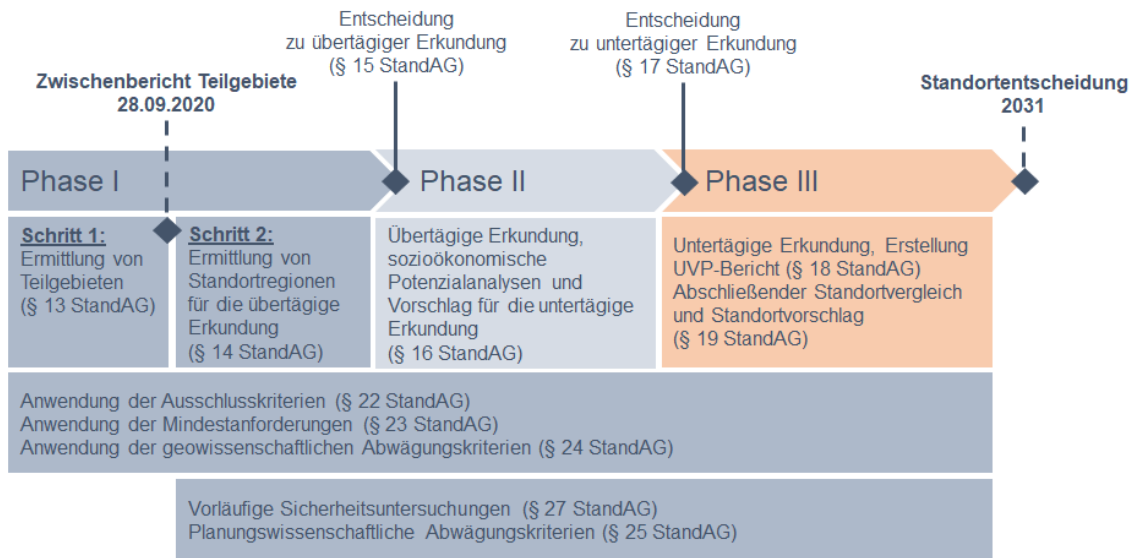 Entscheidung
zu übertägiger Erkundung
(§ 15 StandAG)
Entscheidung
zu untertägiger Erkundung
(§ 17 StandAG)
Zwischenbericht Teilgebiete
28.09.2020
Standortentscheidung
2031
Phase I
Phase II
Phase III
Schritt 1:
Ermittlung von
Teilgebieten
(§ 13 StandAG)
Schritt 2:
Ermittlung von
Standortregionen
für die übertägige
Erkundung
(§ 14 StandAG)
Übertägige Erkundung,
sozioökonomische
Potenzialanalysen und
Vorschlag für die untertägige
Erkundung
(§ 16 StandAG)
Untertägige Erkundung, Erstellung
UVP-Bericht (§ 18 StandAG)
Abschließender Standortvergleich
und Standortvorschlag
(§ 19 StandAG)
Anwendung der Ausschlusskriterien (§ 22 StandAG)
Anwendung der Mindestanforderungen (§ 23 StandAG)
Anwendung der geowissenschaftlichen Abwägungskriterien (§ 24 StandAG)
Vorläufige Sicherheitsuntersuchungen (§ 27 StandAG)
Planungswissenschaftliche Abwägungskriterien (§ 25 StandAG)